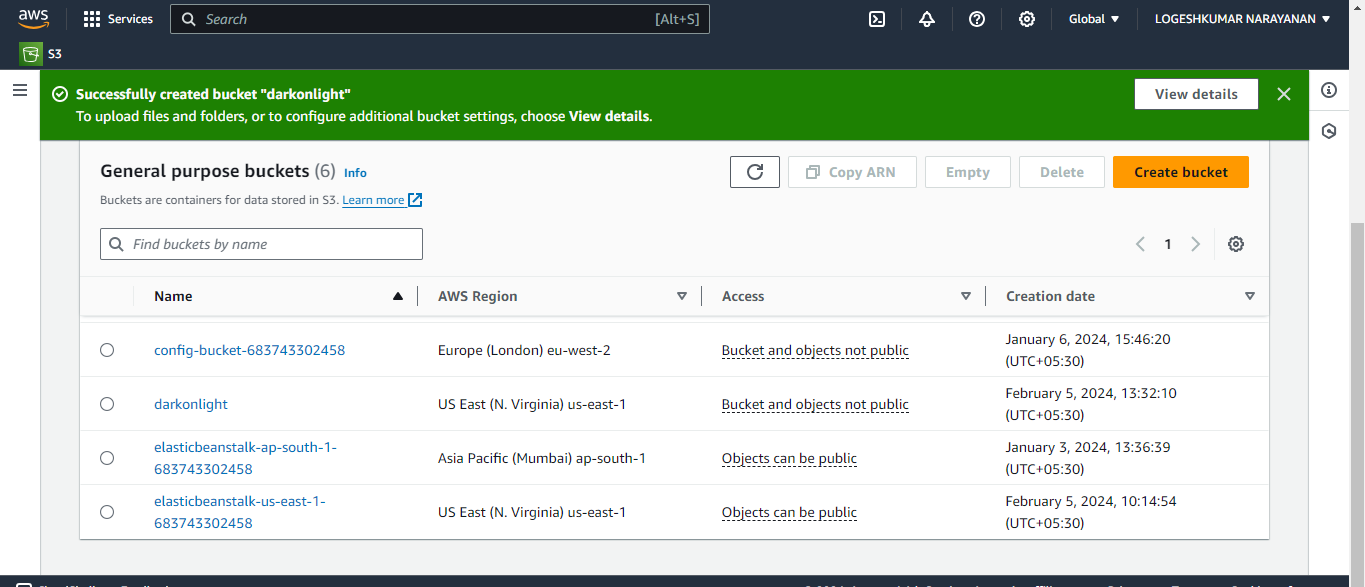 aws Services Search [Alt+S] Global LOGESHKUMAR NARAYANAN
S3
Successfully created bucket "darkonlight"
To upload files and folders, or to configure additional bucket settings, choose View details.
View details
General purpose buckets (6) Info
Buckets are containers for data stored in S3. Learn more
Copy ARN Empty Delete Create bucket
Find buckets by name
1
Name AWS Region Access Creation date
config-bucket-683743302458 Europe (London) eu-west-2 Bucket and objects not public January 6, 2024, 15:46:20
(UTC+05:30)
darkonlight US East (N. Virginia) us-east-1 Bucket and objects not public February 5, 2024, 13:32:10
(UTC+05:30)
elasticbeanstalk-ap-south-1-
683743302458 Asia Pacific (Mumbai) ap-south-1 Objects can be public January 3, 2024, 13:36:39
(UTC+05:30)
elasticbeanstalk-us-east-1-
683743302458 US East (N. Virginia) us-east-1 Objects can be public February 5, 2024, 10:14:54
(UTC+05:30)